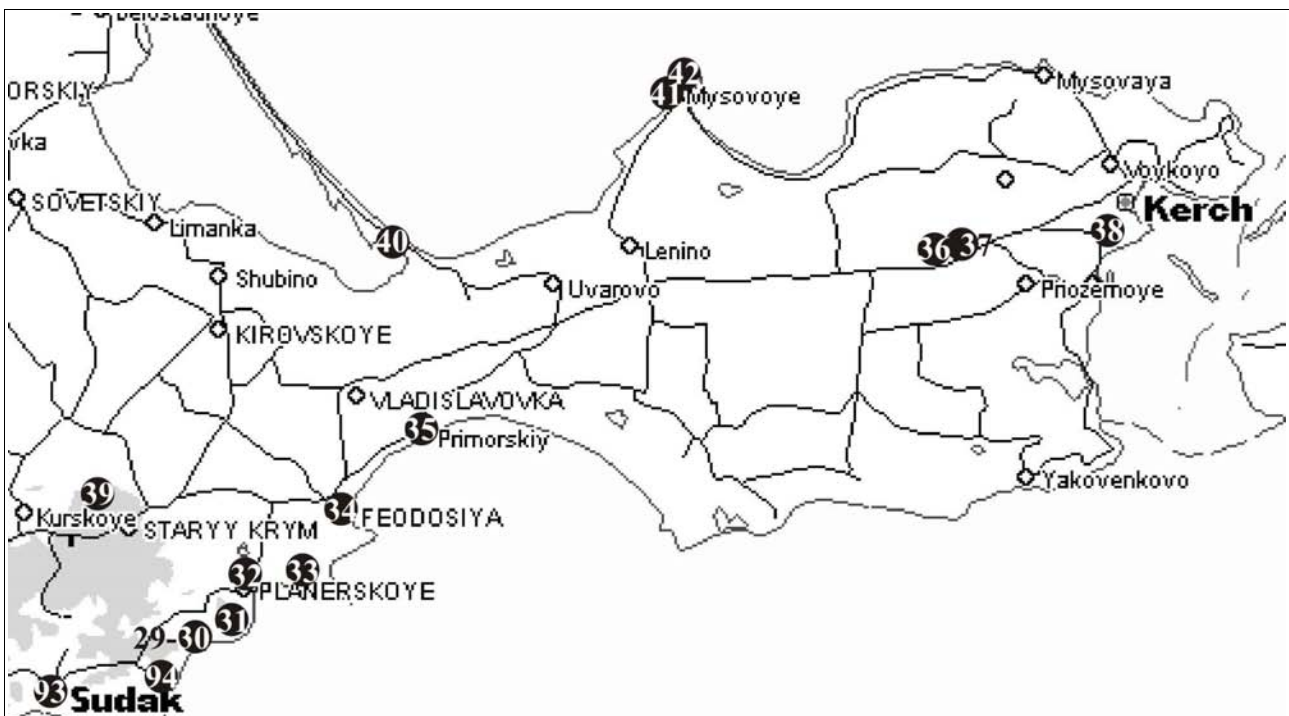 Belostadnoye
42
ORSKIY
41 Mysovoye
Mysovaya
vka
Voykovo
SOVETSKIY
Limanka
Kerch
40
Lenino
36 37
38
Shubino
Uvarovo
Priozernoye
KIROVSKOYE
VLADISLAVOVKA
35 Primorskiy
39
Yakovenkovo
Kurskoye
34 FEODOSIYA
STARYY KRYM
32
33
PLANERSKOYE
31
29-30
94
93 Sudak